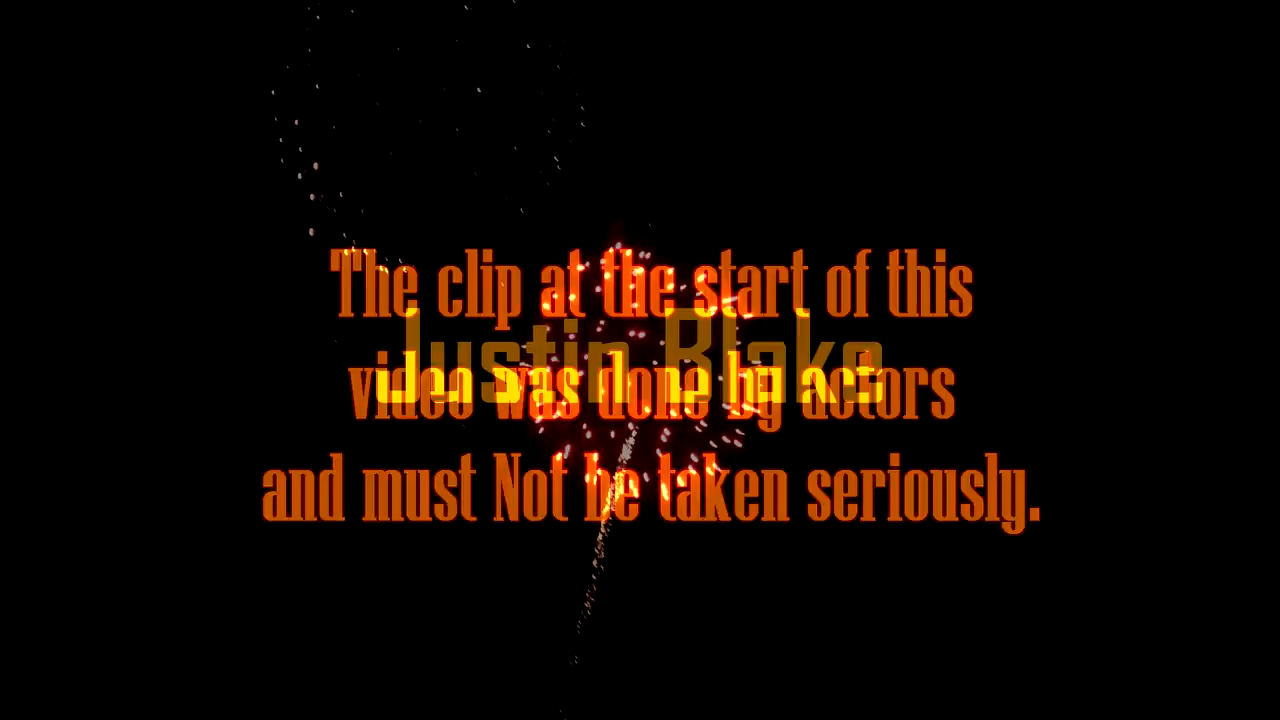 The clip at the start of this
Justin Blake
video was done by actors
and must Not be taken seriously.